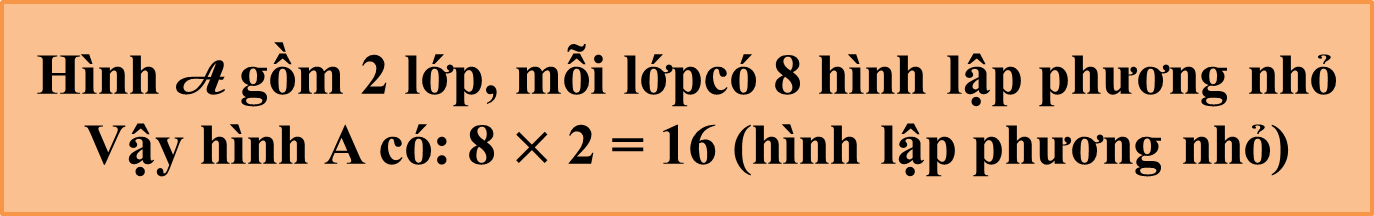 Hình 𝓐 gồm 2 lớp, mỗi lớpcó 8 hình lập phương nhỏ
Vậy hình A có: 8 × 2 = 16 (hình lập phương nhỏ)